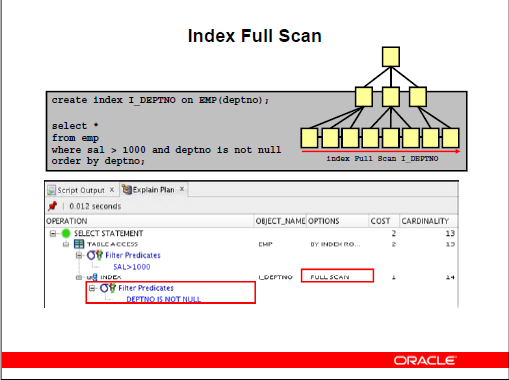 Index Full Scan
create index I_DEPTNO on EMP(deptno);
select *
from emp
where sal > 1000 and deptno is not null
order by deptno;
index Full Scan I_DEPTNO
Script Output × Explain Plan ×
0.012 seconds
OPERATION OBJECT_NAME OPTIONS COST CARDINALITY
SELECT STATEMENT 2 13
TABLE ACCESS EMP BY INDEX RO... 2 13
Filter Predicates
SAL>1000
INDEX I_DEPTNO FULL SCAN 1 14
Filter Predicates
DEPTNO IS NOT NULL
ORACLE